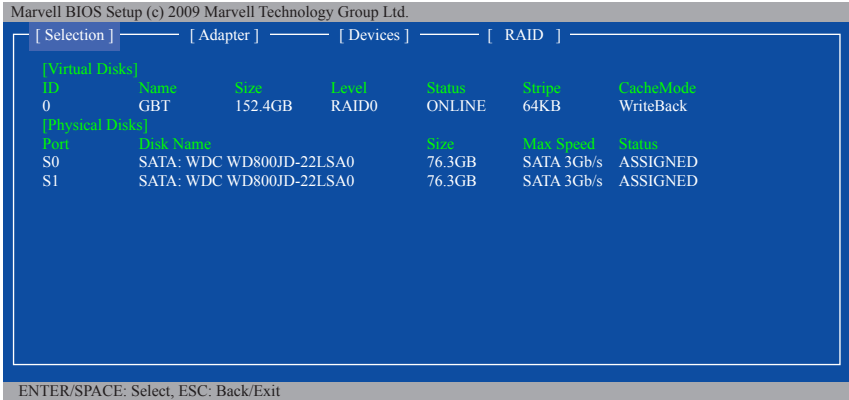 Marvell BIOS Setup (c) 2009 Marvell Technology Group Ltd.
[ Selection ] [ Adapter ] [ Devices ] [ RAID ]
[Virtual Disks]
ID Name Size Level Status Stripe CacheMode
0 GBT 152.4GB RAID0 ONLINE 64KB WriteBack
[Physical Disks]
Port Disk Name Size Max Speed Status
S0 SATA: WDC WD800JD-22LSA0 76.3GB SATA 3Gb/s ASSIGNED
S1 SATA: WDC WD800JD-22LSA0 76.3GB SATA 3Gb/s ASSIGNED
ENTER/SPACE: Select, ESC: Back/Exit